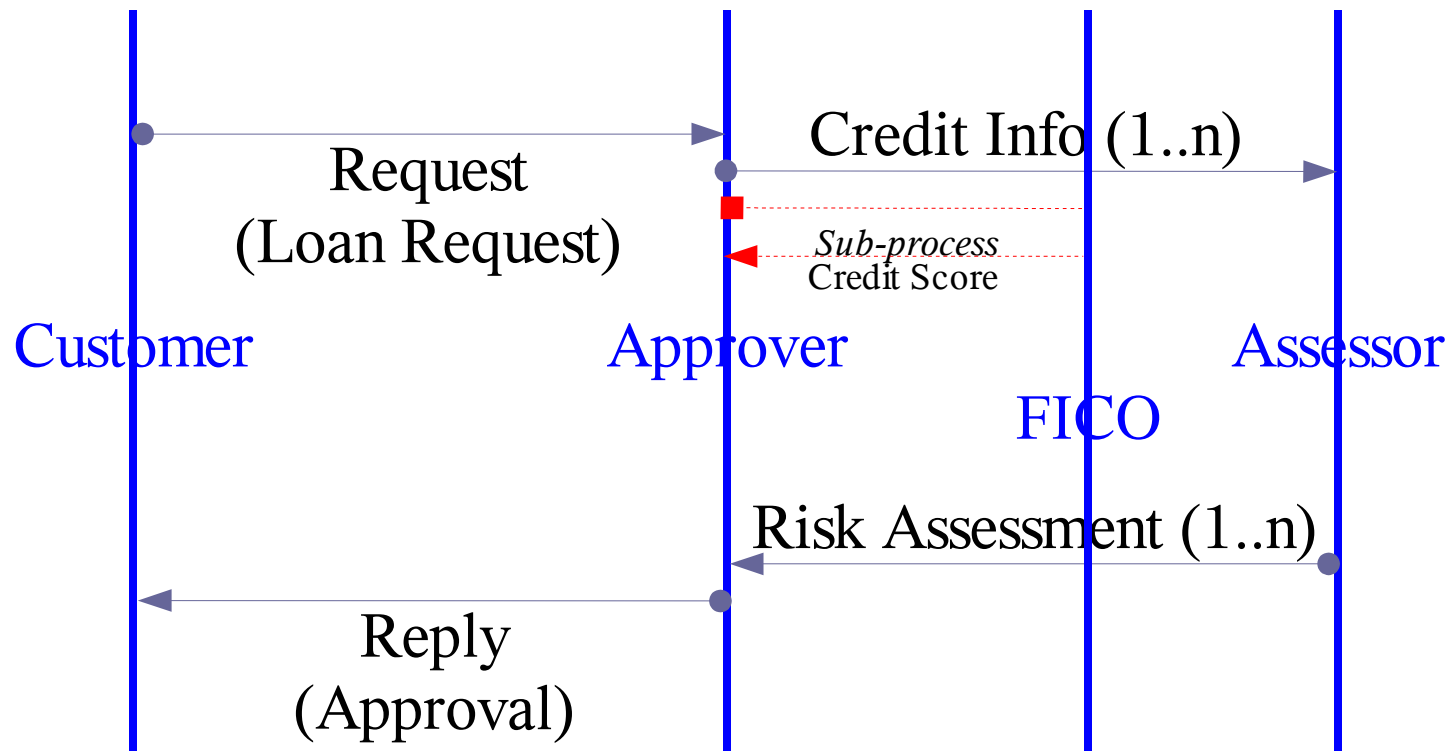 Credit Info (1..n)
Request
(Loan Request)
Sub-process
Credit Score
Customer
Approver
Assessor
FICO
Risk Assessment (1..n)
Reply
(Approval)